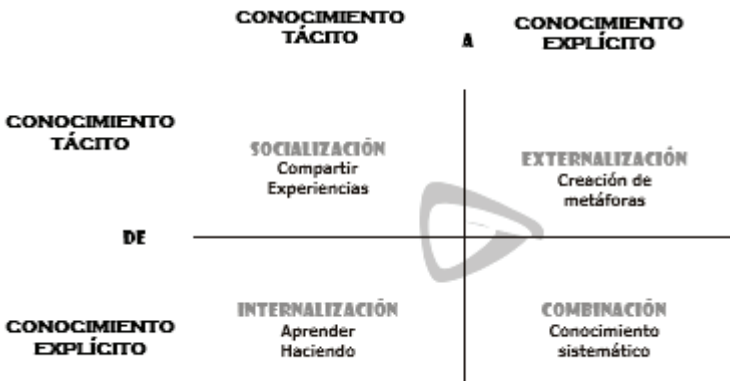 CONOCIMIENTO
TÁCITO
A
CONOCIMIENTO
EXPLÍCITO
CONOCIMIENTO
TÁCITO
SOCIALIZACIÓN
Compartir
Experiencias
EXTERNALIZACIÓN
Creación de
metáforas
DE
CONOCIMIENTO
EXPLÍCITO
INTERNALIZACIÓN
Aprender
Haciendo
COMBINACIÓN
Conocimiento
sistemático